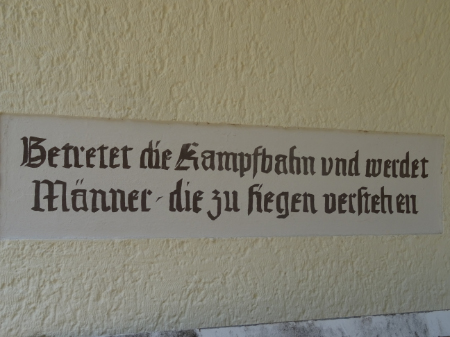 Betretet die Kampfbahn vnd werdet
Männer - die zu siegen verstehen